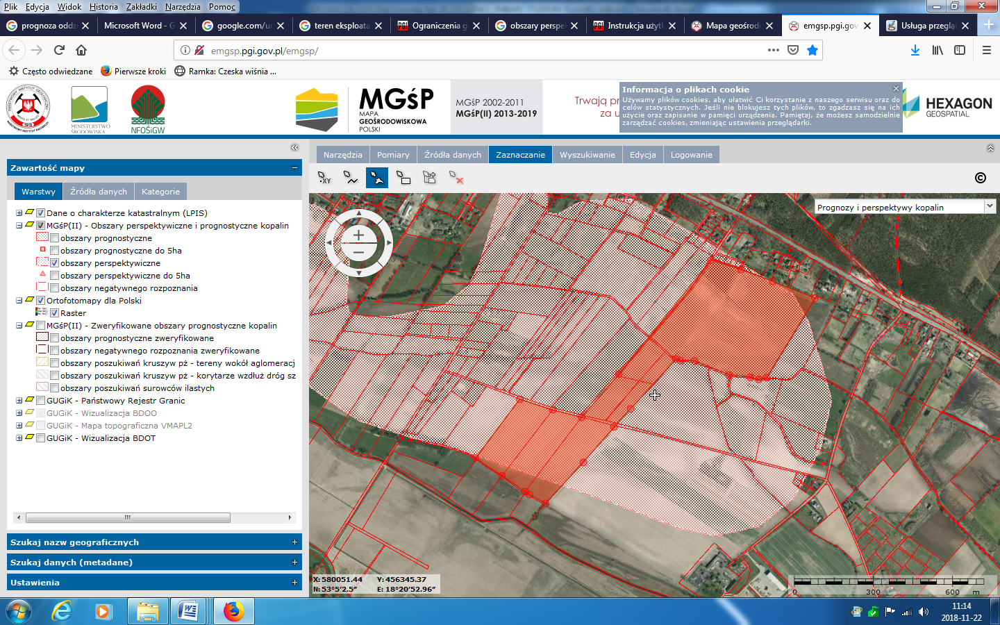 Plik Edycja Widok Historia Zakładki Narzędzia Pomoc
prognoza oddz
Microsoft Word - G
google.com/u
teren eksploata
Ograniczenia g
obszary perspek
Instrukcja użyt
Mapa geośrod
emgsp.pgi.gov
Usługa przeglą
emgsp.pgi.gov.pl/emgsp/
Często odwiedzane Pierwsze kroki Ramka: Czeska wiśnia ...
MINISTERSTWO
ŚRODOWISKA
NFOŚiGW
MGśP
MAPA
GEOŚRODOWISKOWA
POLSKI
MGśP 2002-2011
MGśP(II) 2013-2019
Trwają pr
za u
Informacja o plikach cookie
Używamy plików cookies, aby ułatwić Ci korzystanie z naszego serwisu oraz do
celów statystycznych. Jeśli nie blokujesz tych plików, to zgadzasz się na ich
użycie oraz zapisanie w pamięci urządzenia. Pamiętaj, że możesz samodzielnie
zarządzać cookies, zmieniając ustawienia przeglądarki.
HEXAGON
GEOSPATIAL
Narzędzia Pomiary Źródła danych Zaznaczanie Wyszukiwanie Edycja Logowanie
XY
Zawartość mapy
Warstwy Źródła danych Kategorie
Dane o charakterze katastralnym (LPIS)
MGśP(II) - Obszary perspektywiczne i prognostyczne kopalin
obszary prognostyczne
obszary prognostyczne do 5ha
obszary perspektywiczne
obszary perspektywiczne do 5ha
obszary negatywnego rozpoznania
Ortofotomapy dla Polski
Raster
MGśP(II) - Zweryfikowane obszary prognostyczne kopalin
obszary prognostyczne zweryfikowane
obszary negatywnego rozpoznania zweryfikowane
obszary poszukiwań kruszyw pż - tereny wokół aglomeracj
obszary poszukiwań kruszyw pż - korytarze wzdłuż dróg sz
obszary poszukiwań surowców ilastych
GUGiK - Państwowy Rejestr Granic
GUGiK - Wizualizacja BDOO
GUGiK - Mapa topograficzna VMAPL2
GUGiK - Wizualizacja BDOT
Szukaj nazw geograficznych
Szukaj danych (metadane)
Ustawienia
Prognozy i perspektywy kopalin
X: 580051.44 Y: 456345.37
N: 53°5'2.5" E: 18°20'52.96"
0 300 600 m
11:14
2018-11-22